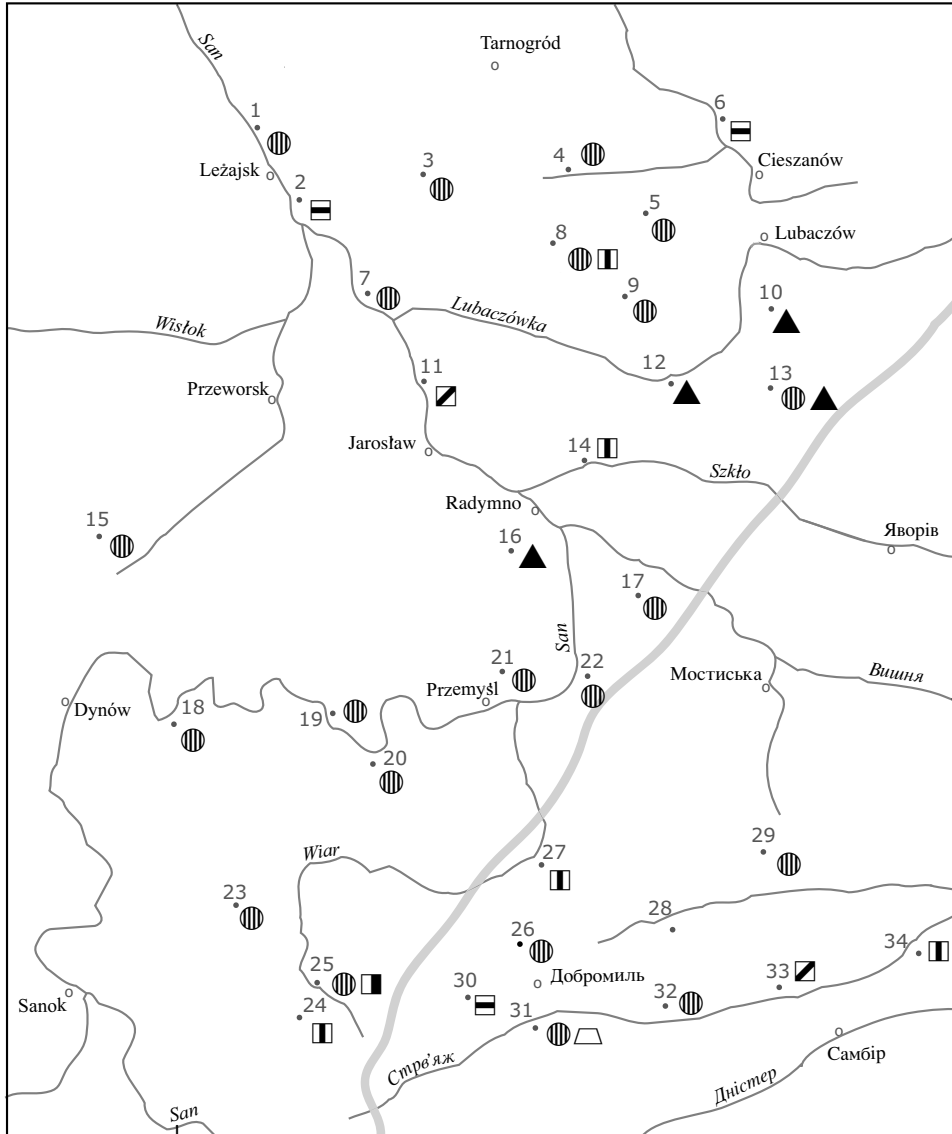 San
Tarnogród
1
6
3
4
Leżajsk
Cieszanów
2
5
8
Lubaczów
7
9
10
Wisłok
Lubaczówka
11
12
13
Przeworsk
Jarosław
14
Szkło
Radymno
15
16
Яворів
17
San
21
22
Przemyśl
Мостиська
Вишня
Dynów
18
19
20
Wiar
27
29
23
28
26
34
25
Добромиль
33
Sanok
24
30
32
31
Стрв'яж
Самбір
Дністер
San